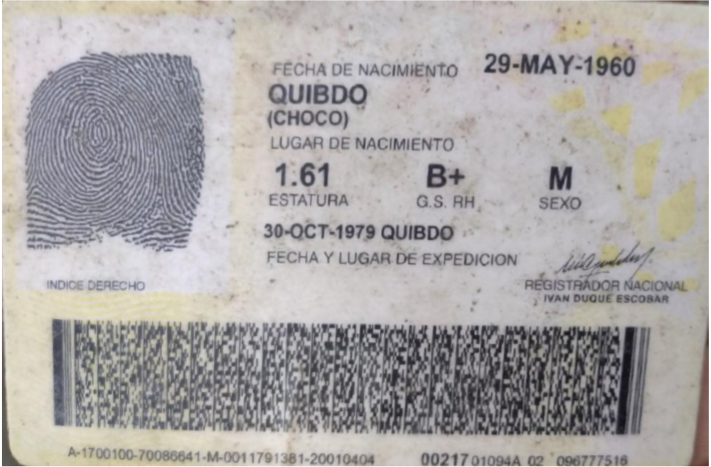 FECHA DE NACIMIENTO 29-MAY-1960
QUIBDO
(CHOCO)
LUGAR DE NACIMIENTO
1.61 B+ M
ESTATURA G.S. RH SEXO
30-OCT-1979 QUIBDO
FECHA Y LUGAR DE EXPEDICION
INDICE DERECHO
REGISTRADOR NACIONAL
IVAN DUQUE ESCOBAR
A-1700100-70086641-M-0011791381-20010404 00217 01094A 02 096777516